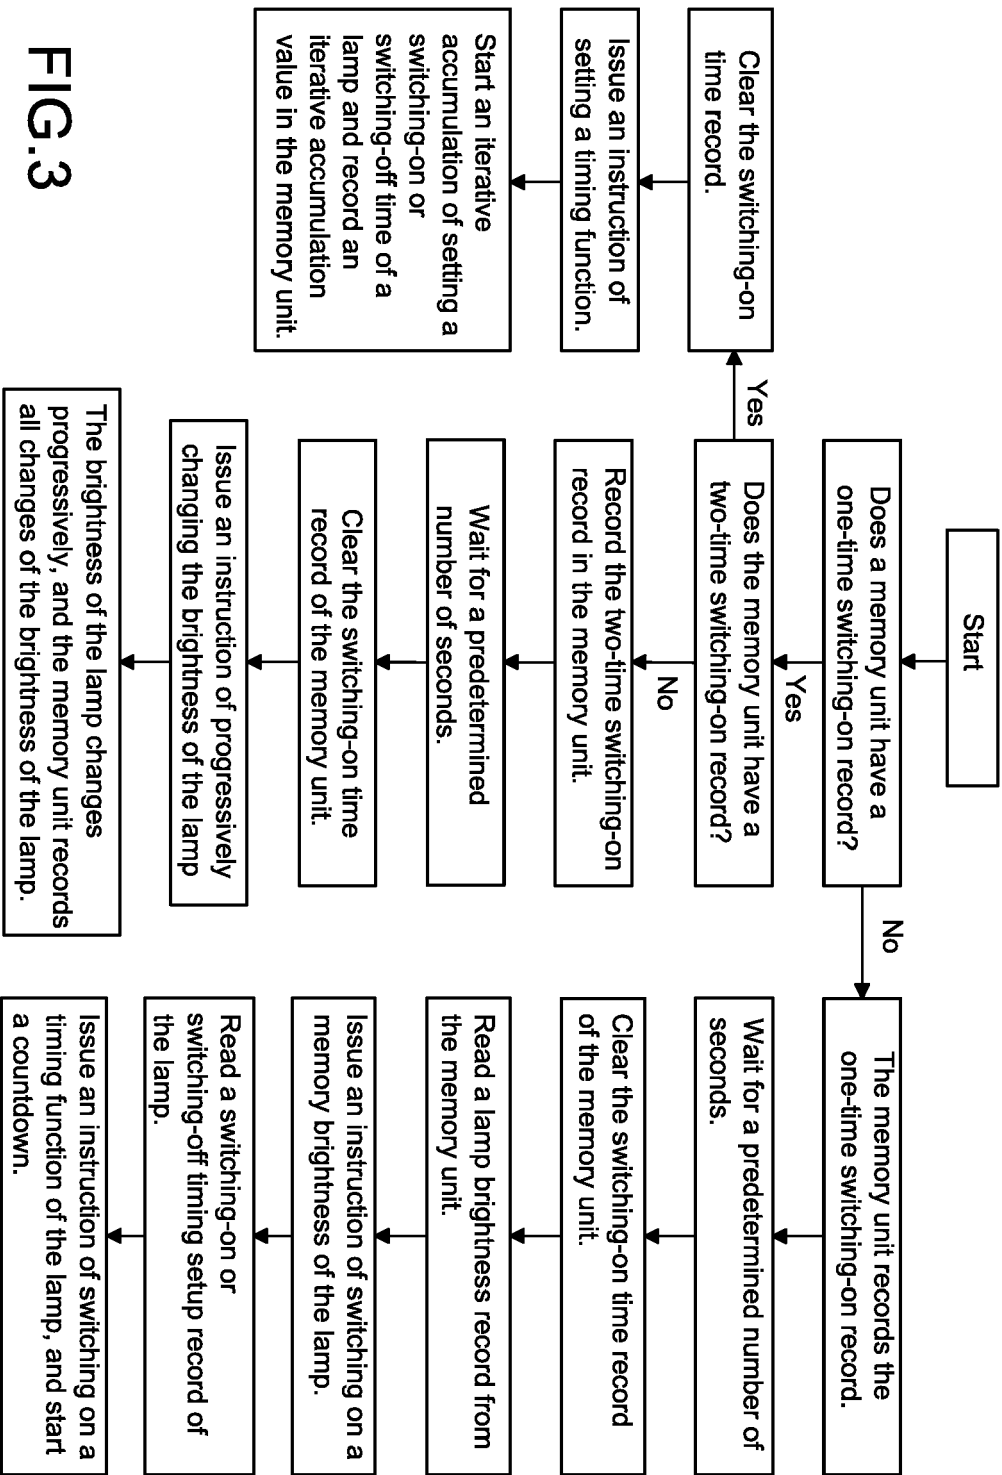 Start
Does a memory unit have a
one-time switching-on record?
Yes
No
Does the memory unit have a
two-time switching-on record?
Yes
No
Clear the switching-on
time record.
Issue an instruction of
setting a timing function.
Start an iterative
accumulation of setting a
switching-on or
switching-off time of a
lamp and record an
iterative accumulation
value in the memory unit.
Record the two-time switching-on
record in the memory unit.
Wait for a predetermined
number of seconds.
Clear the switching-on time
record of the memory unit.
Issue an instruction of progressively
changing the brightness of the lamp
The brightness of the lamp changes
progressively, and the memory unit records
all changes of the brightness of the lamp.
The memory unit records the
one-time switching-on record.
Wait for a predetermined number of
seconds.
Clear the switching-on time record
of the memory unit.
Read a lamp brightness record from
the memory unit.
Issue an instruction of switching on a
memory brightness of the lamp.
Read a switching-on or
switching-off timing setup record of
the lamp.
Issue an instruction of switching on a
timing function of the lamp, and start
a countdown.
FIG.3